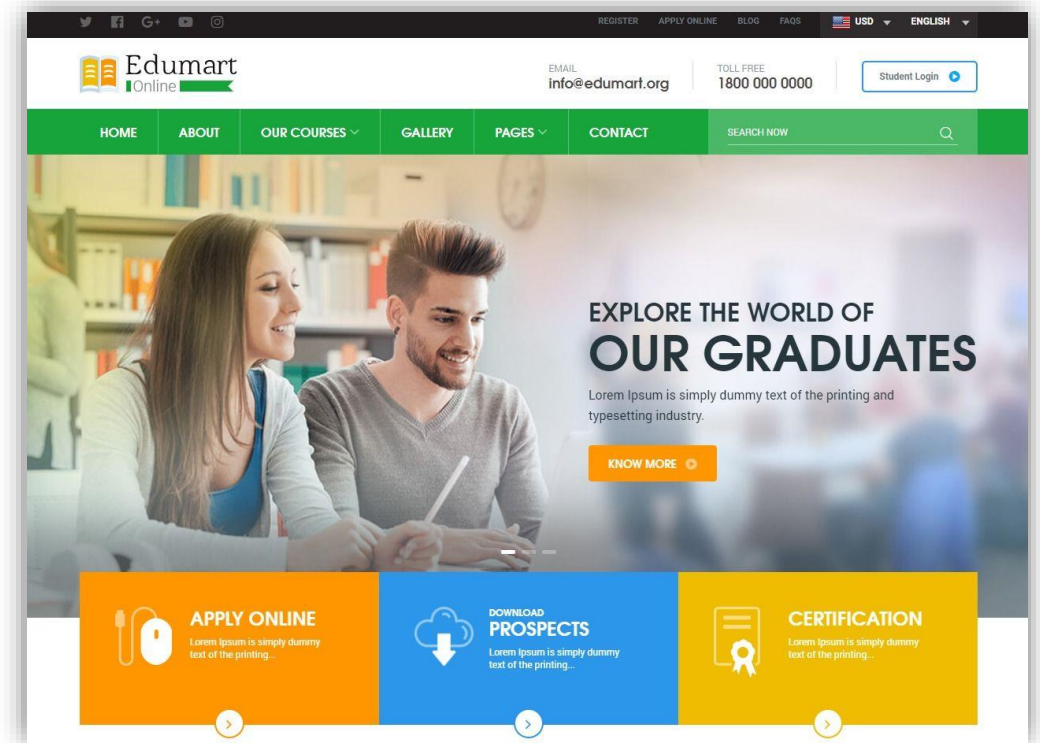 REGISTER APPLY ONLINE BLOG FAQS USD ENGLISH
Edumart
Online
EMAIL
info@edumart.org
TOLL FREE
1800 000 0000
Student Login
HOME ABOUT OUR COURSES GALLERY PAGES CONTACT SEARCH NOW
EXPLORE THE WORLD OF
OUR GRADUATES
Lorem Ipsum is simply dummy text of the printing and
typesetting industry.
KNOW MORE
APPLY ONLINE
Lorem Ipsum is simply dummy
text of the printing...
DOWNLOAD
PROSPECTS
Lorem Ipsum is simply dummy
text of the printing...
CERTIFICATION
Lorem Ipsum is simply dummy
text of the printing...